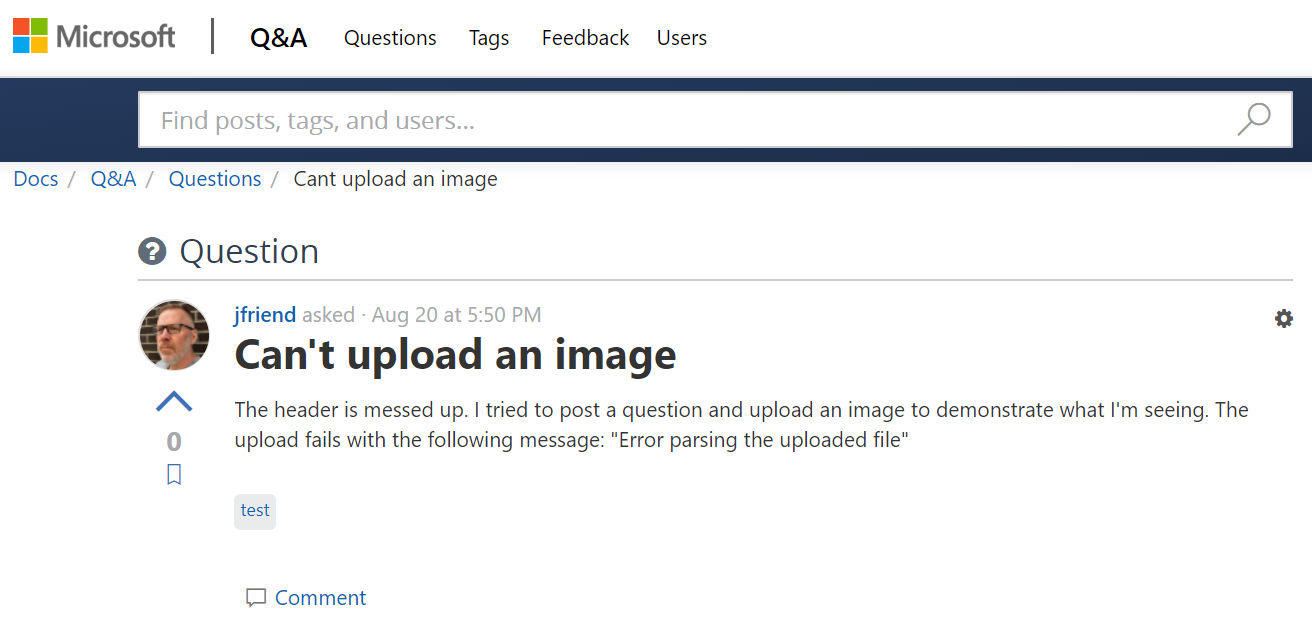 Microsoft Q&A Questions Tags Feedback Users
Find posts, tags, and users...
Docs / Q&A / Questions / Cant upload an image
? Question
jfriend asked · Aug 20 at 5:50 PM
Can't upload an image
The header is messed up. I tried to post a question and upload an image to demonstrate what I'm seeing. The
upload fails with the following message: "Error parsing the uploaded file"
0
test
Comment